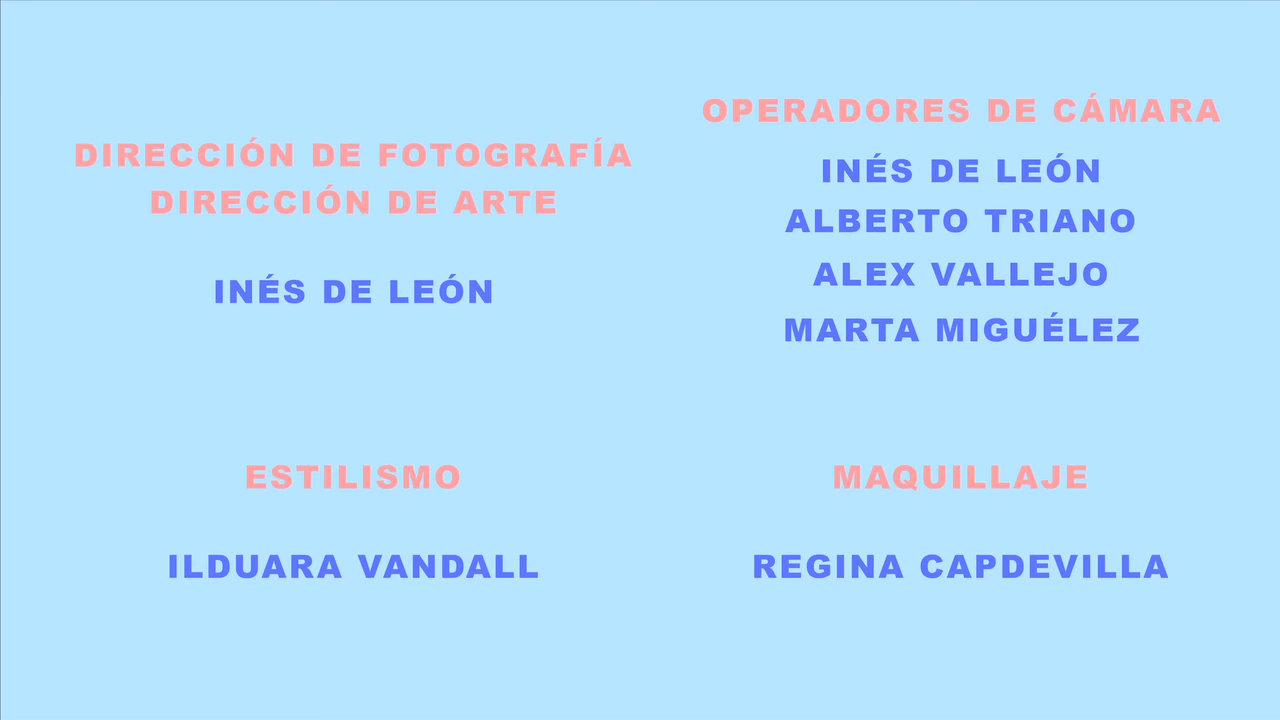 DIRECCIÓN DE FOTOGRAFÍA
DIRECCIÓN DE ARTE
INÉS DE LEÓN
OPERADORES DE CÁMARA
INÉS DE LEÓN
ALBERTO TRIANO
ALEX VALLEJO
MARTA MIGUÉLEZ
ESTILISMO
ILDUARA VANDALL
MAQUILLAJE
REGINA CAPDEVILLA